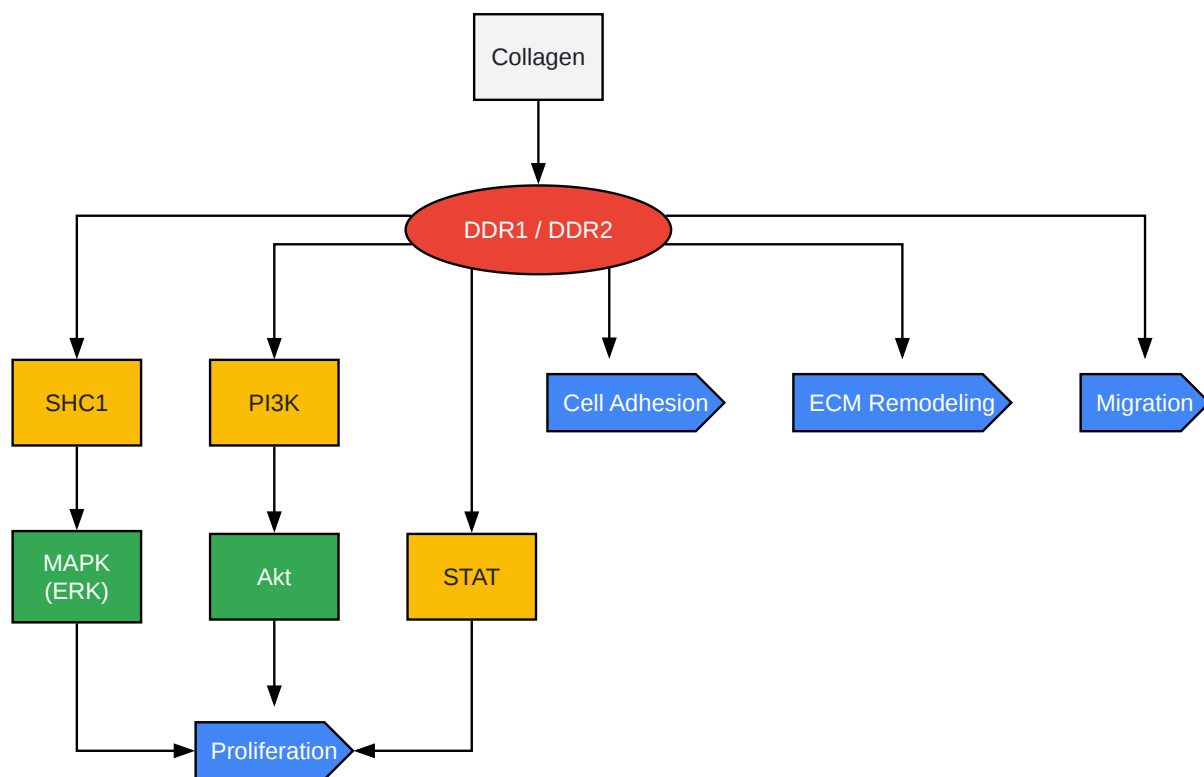 Collagen
DDR1 / DDR2
SHC1
PI3K
Cell Adhesion
ECM Remodeling
Migration
MAPK
(ERK)
Akt
STAT
Proliferation